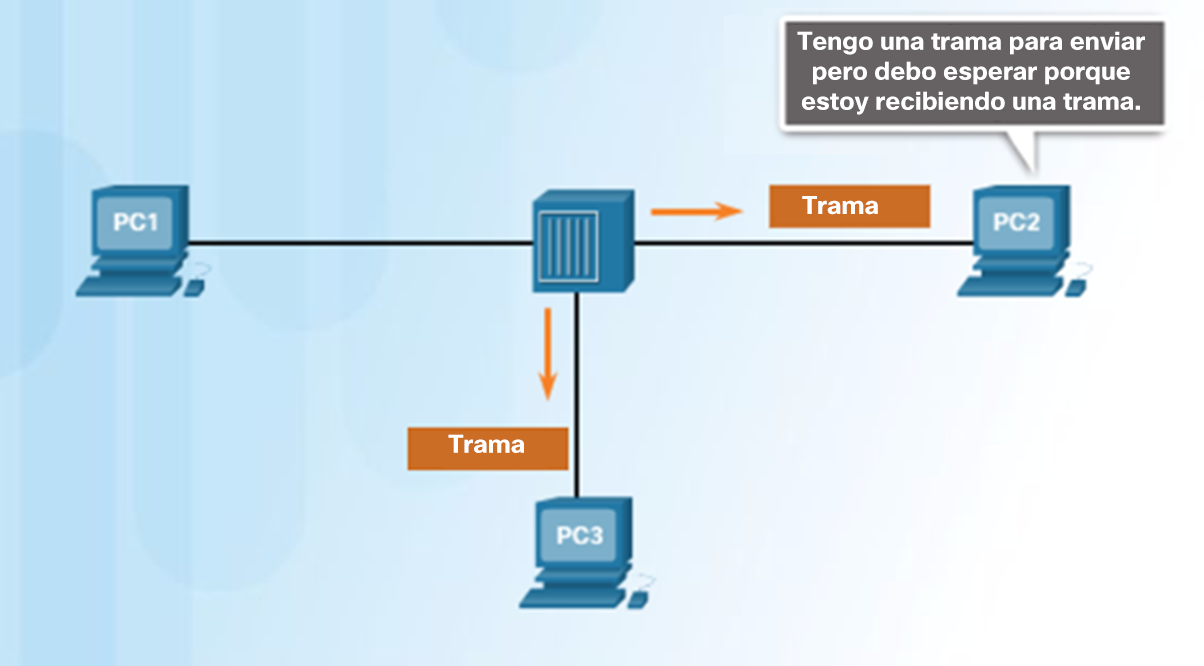 Tengo una trama para enviar
pero debo esperar porque
estoy recibiendo una trama.
PC1
Trama
PC2
Trama
PC3